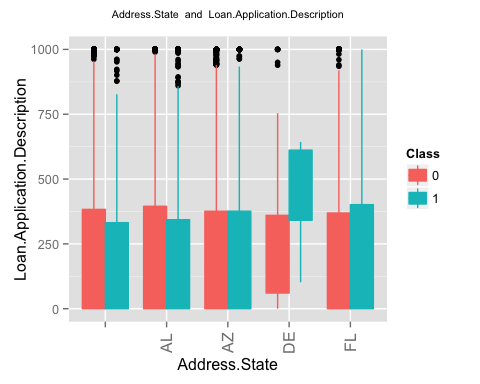 Address.State and Loan.Application.Description
1000
750
500
250
0
Loan.Application.Description
AL
AZ
DE
FL
Address.State
Class
0
1